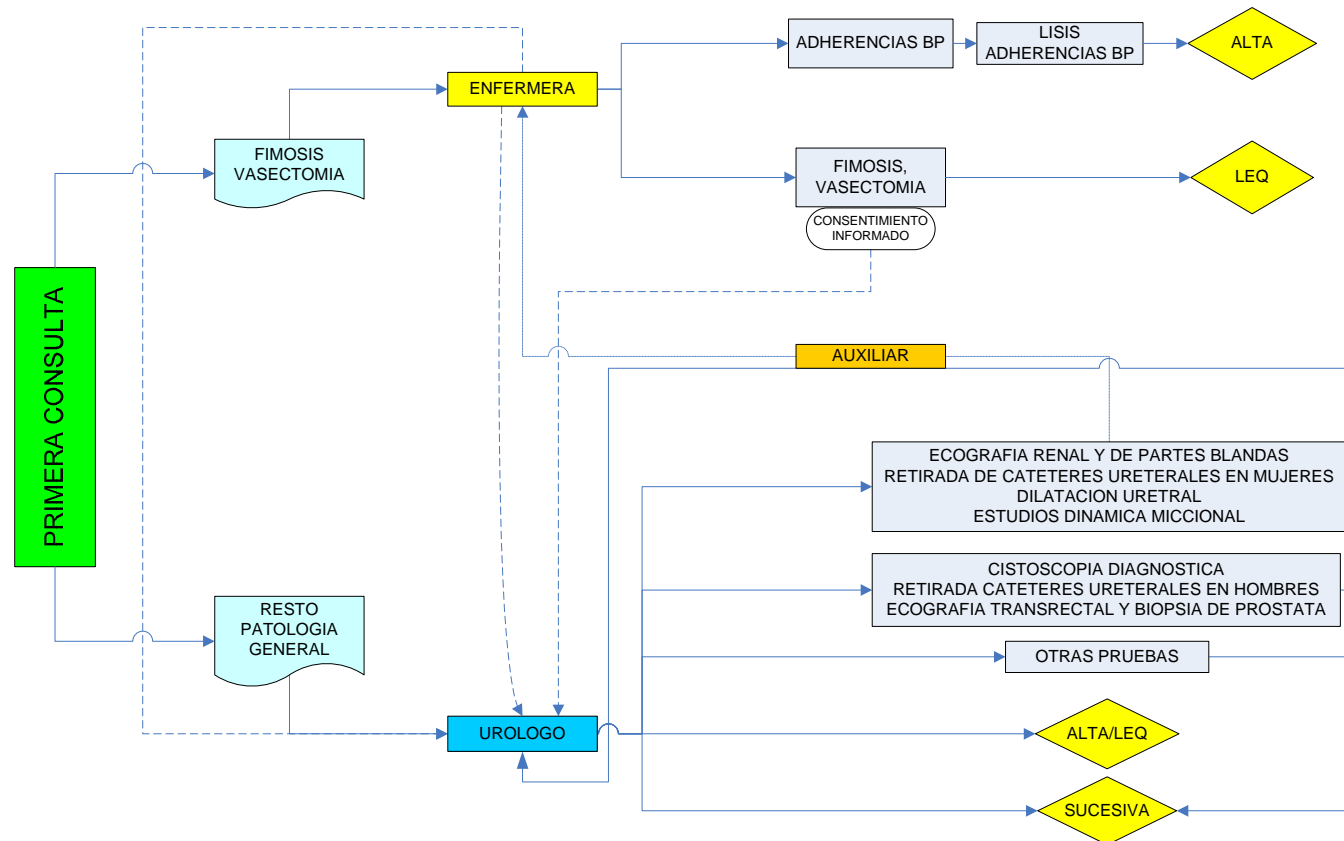 ADHERENCIAS BP
LISIS
ADHERENCIAS BP
ALTA
ENFERMERA
FIMOSIS
VASECTOMIA
FIMOSIS,
VASECTOMIA
LEQ
CONSENTIMIENTO
INFORMADO
PRIMERA CONSULTA
AUXILIAR
ECOGRAFIA RENAL Y DE PARTES BLANDAS
RETIRADA DE CATETERES URETERALES EN MUJERES
DILATACION URETRAL
ESTUDIOS DINAMICA MICCIONAL
CISTOSCOPIA DIAGNOSTICA
RETIRADA CATETERES URETERALES EN HOMBRES
ECOGRAFIA TRANSRECTAL Y BIOPSIA DE PROSTATA
RESTO
PATOLOGIA
GENERAL
OTRAS PRUEBAS
UROLOGO
ALTA/LEQ
SUCESIVA